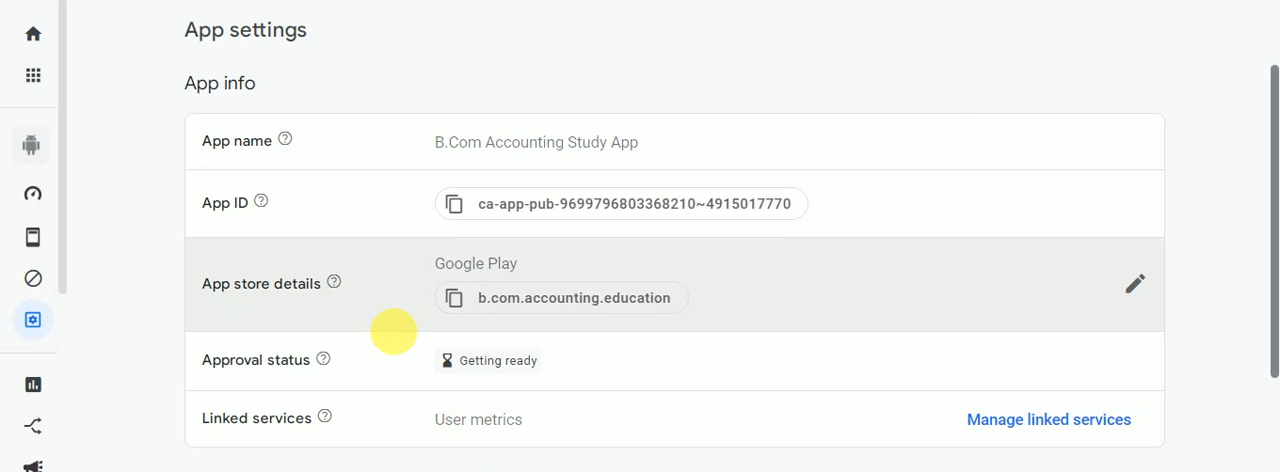 App settings
App info
App name
B.Com Accounting Study App
App ID
ca-app-pub-9699796803368210~4915017770
App store details
Google Play
b.com.accounting.education
Approval status
Getting ready
Linked services
User metrics
Manage linked services